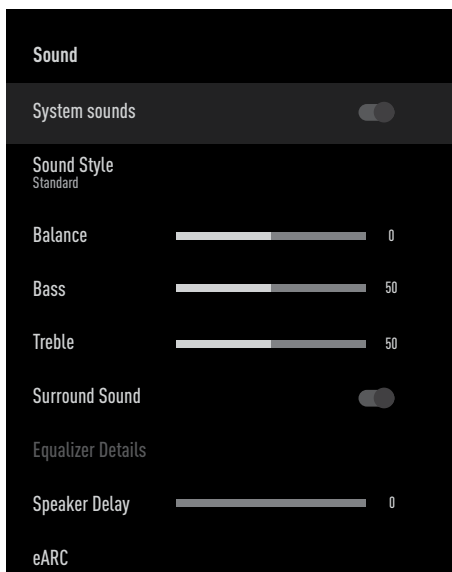 Sound
System sounds
Sound Style
Standard
Balance 0
Bass 50
Treble 50
Surround Sound
Equalizer Details
Speaker Delay 0
eARC